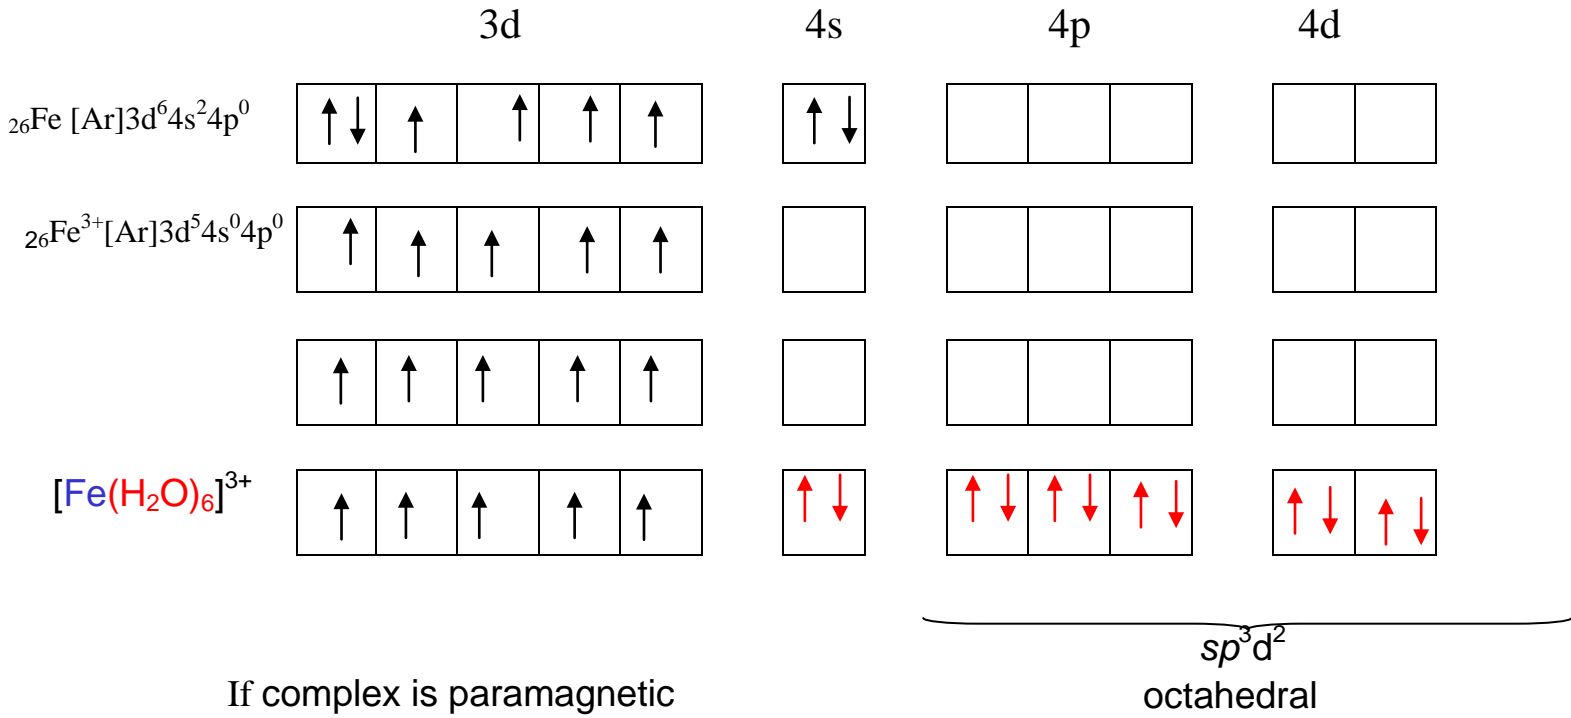 3d 4s 4p 4d
₂₆Fe [Ar]3d⁶4s²4p⁰
₂₆Fe³⁺[Ar]3d⁵4s⁰4p⁰
[Fe(H₂O)₆]³⁺
sp³d²
If complex is paramagnetic
octahedral